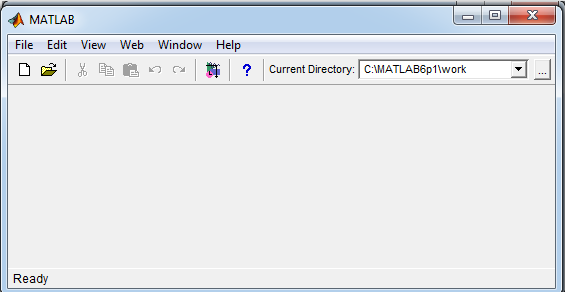 MATLAB
File Edit View Web Window Help
? Current Directory: C:\MATLAB6p1\work ...
Ready